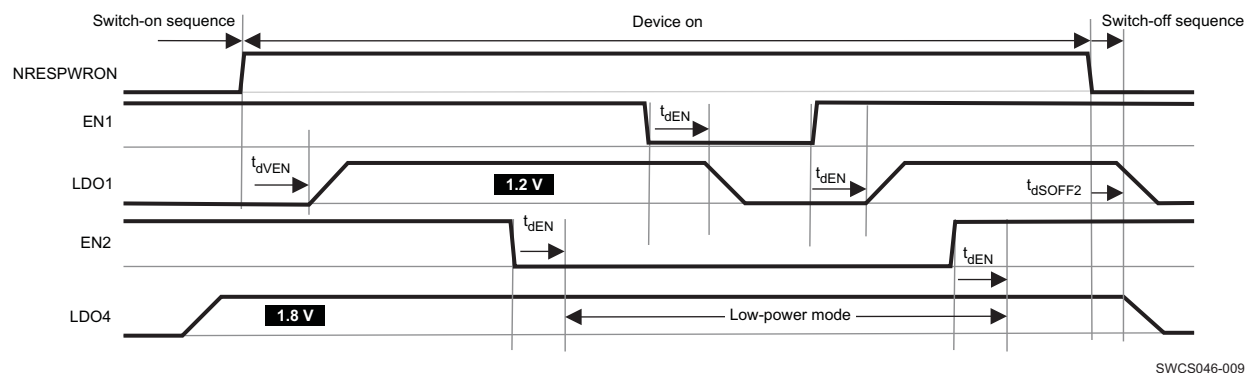 Switch-on sequence
Device on
Switch-off sequence
NRESPWRON
EN1
tdEN
tdVEN
LDO1
1.2 V
tdEN
tdSOFF2
EN2
tdEN
tdEN
LDO4
1.8 V
Low-power mode
SWCS046-009